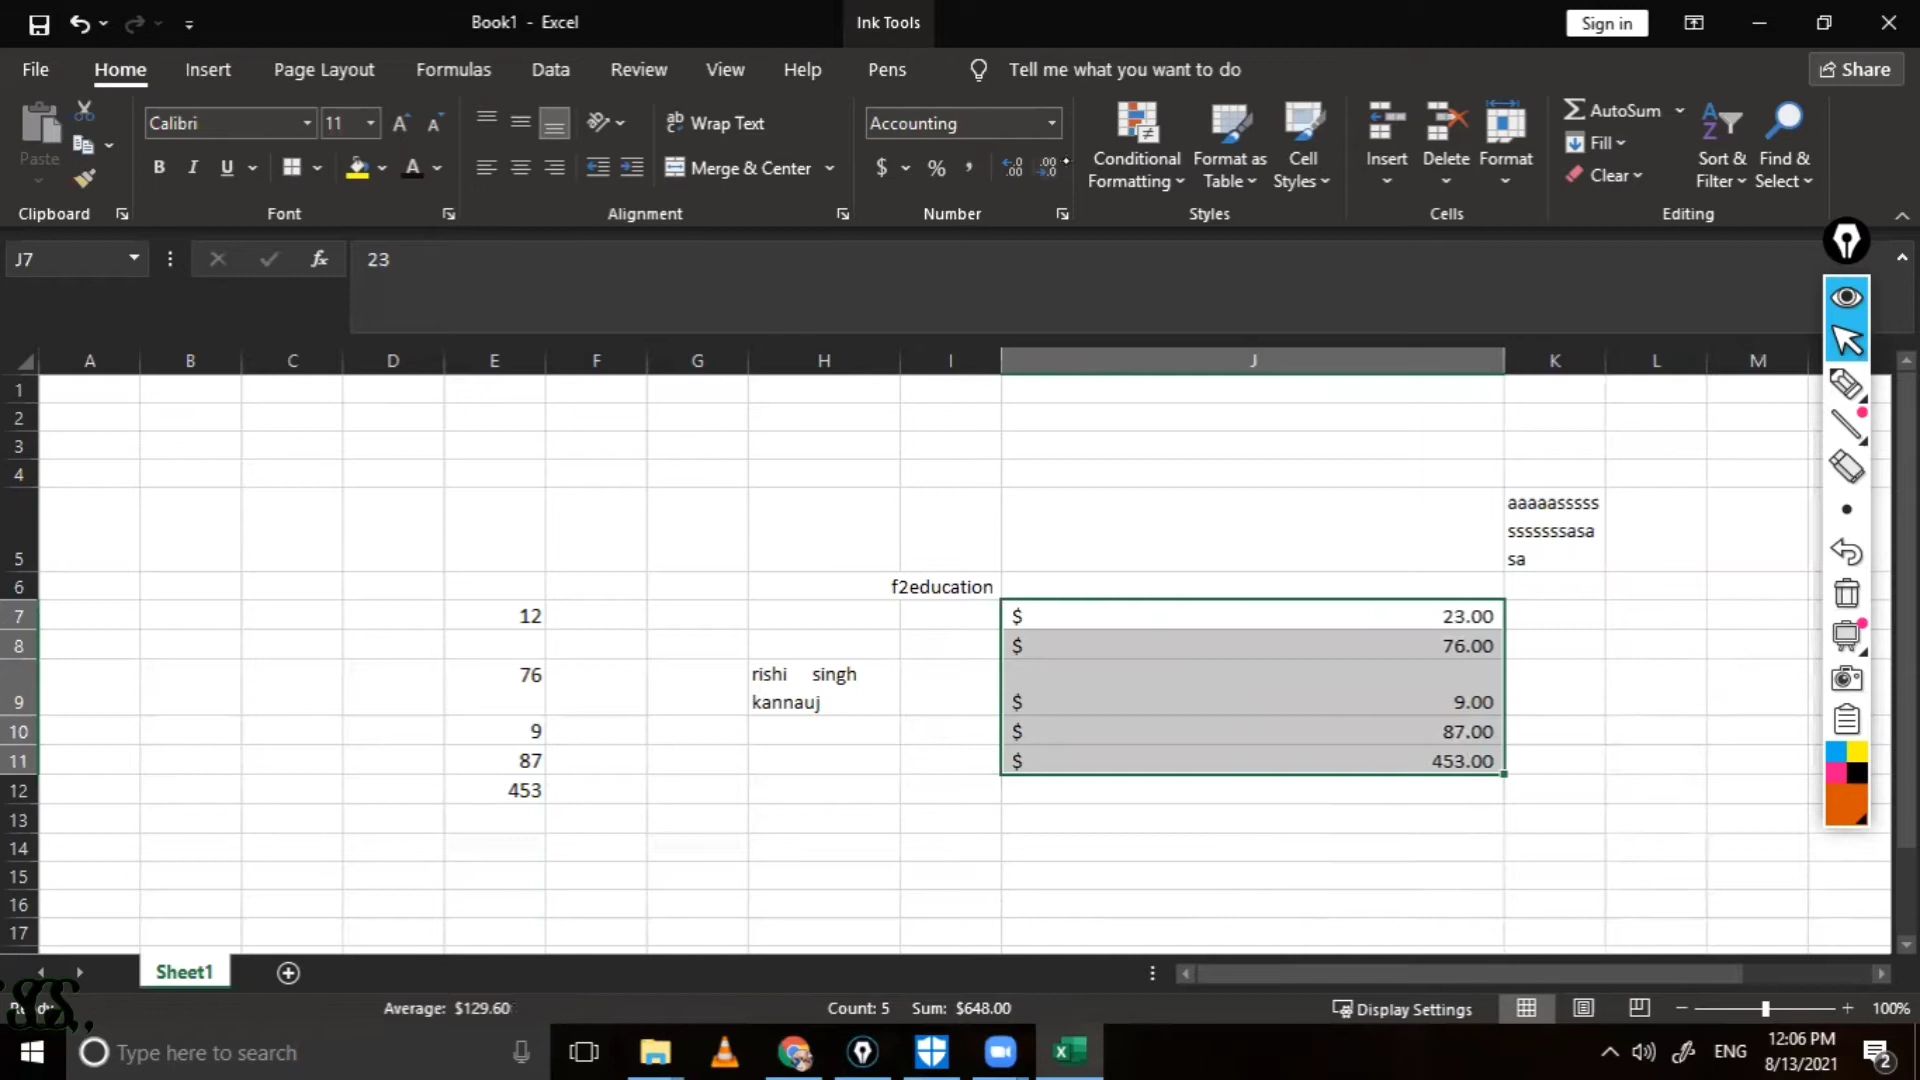 Book1 - Excel
Ink Tools
Sign in
File Home Insert Page Layout Formulas Data Review View Help Pens Tell me what you want to do Share
Calibri 11 Wrap Text Accounting AutoSum
Paste Conditional Format as Cell Insert Delete Format Fill Sort & Find &
B I U A Merge & Center $ % , Formatting Table Styles Clear Filter Select
Clipboard Font Alignment Number Styles Cells Editing
J7 fx 23
A B C D E F G H I J K L M
1
2
3
4
5 aaaaasssss
sssssssasa
sa
6 f2education
7 12 $ 23.00
8 $ 76.00
76 rishi singh
9 kannauj $ 9.00
10 9 $ 87.00
11 87 $ 453.00
12 453
13
14
15
16
17
Sheet1
Average: $129.60 Count: 5 Sum: $648.00 Display Settings 100%
Type here to search ENG 12:06 PM
8/13/2021 2